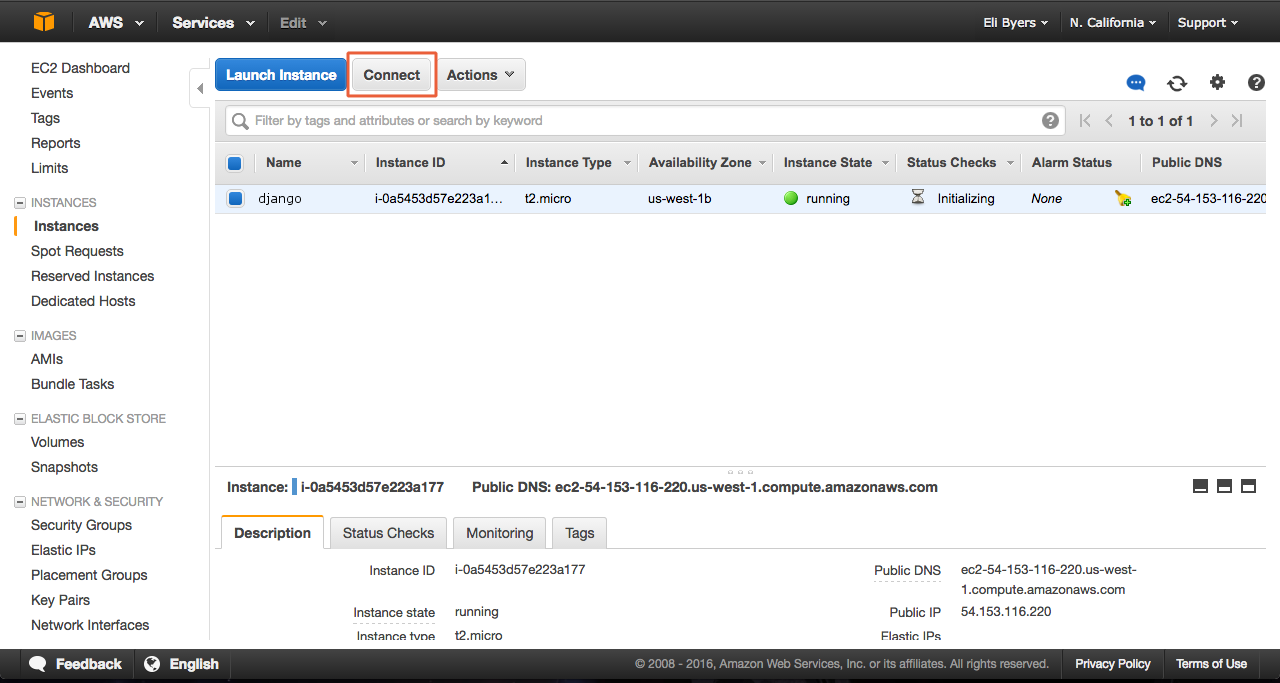 AWS Services Edit Eli Byers N. California Support
EC2 Dashboard
Events
Tags
Reports
Limits
INSTANCES
Instances
Spot Requests
Reserved Instances
Dedicated Hosts
IMAGES
AMIs
Bundle Tasks
ELASTIC BLOCK STORE
Volumes
Snapshots
NETWORK & SECURITY
Security Groups
Elastic IPs
Placement Groups
Key Pairs
Network Interfaces
Launch Instance Connect Actions
Filter by tags and attributes or search by keyword 1 to 1 of 1
Name Instance ID Instance Type Availability Zone Instance State Status Checks Alarm Status Public DNS
django i-0a5453d57e223a1... t2.micro us-west-1b running Initializing None ec2-54-153-116-220
Instance: i-0a5453d57e223a177 Public DNS: ec2-54-153-116-220.us-west-1.compute.amazonaws.com
Description Status Checks Monitoring Tags
Instance ID i-0a5453d57e223a177 Public DNS ec2-54-153-116-220.us-west-
1.compute.amazonaws.com
Instance state running Public IP 54.153.116.220
Instance type t2.micro Elastic IPs
Feedback English © 2008 - 2016, Amazon Web Services, Inc. or its affiliates. All rights reserved. Privacy Policy Terms of Use